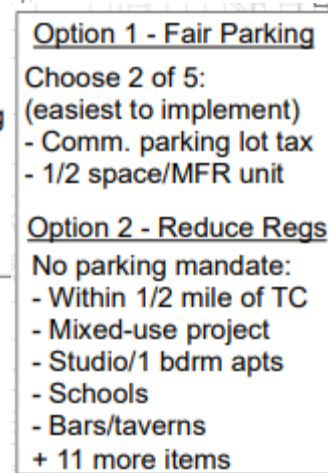 Option 1 - Fair Parking
Choose 2 of 5:
(easiest to implement)
- Comm. parking lot tax
- 1/2 space/MFR unit
Option 2 - Reduce Regs
No parking mandate:
- Within 1/2 mile of TC
- Mixed-use project
- Studio/1 bdrm apts
- Schools
- Bars/taverns
+ 11 more items